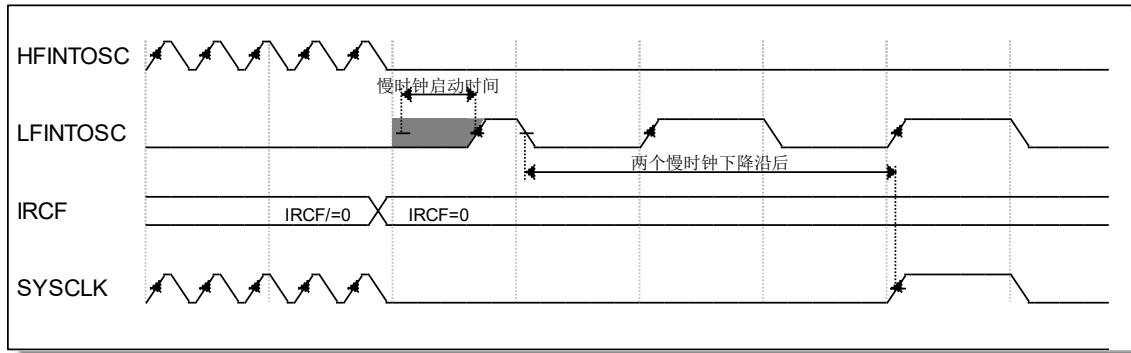 HFINTOSC
慢时钟启动时间
LFINTOSC
两个慢时钟下降沿后
IRCF
IRCF/=0
IRCF=0
SYSCLK